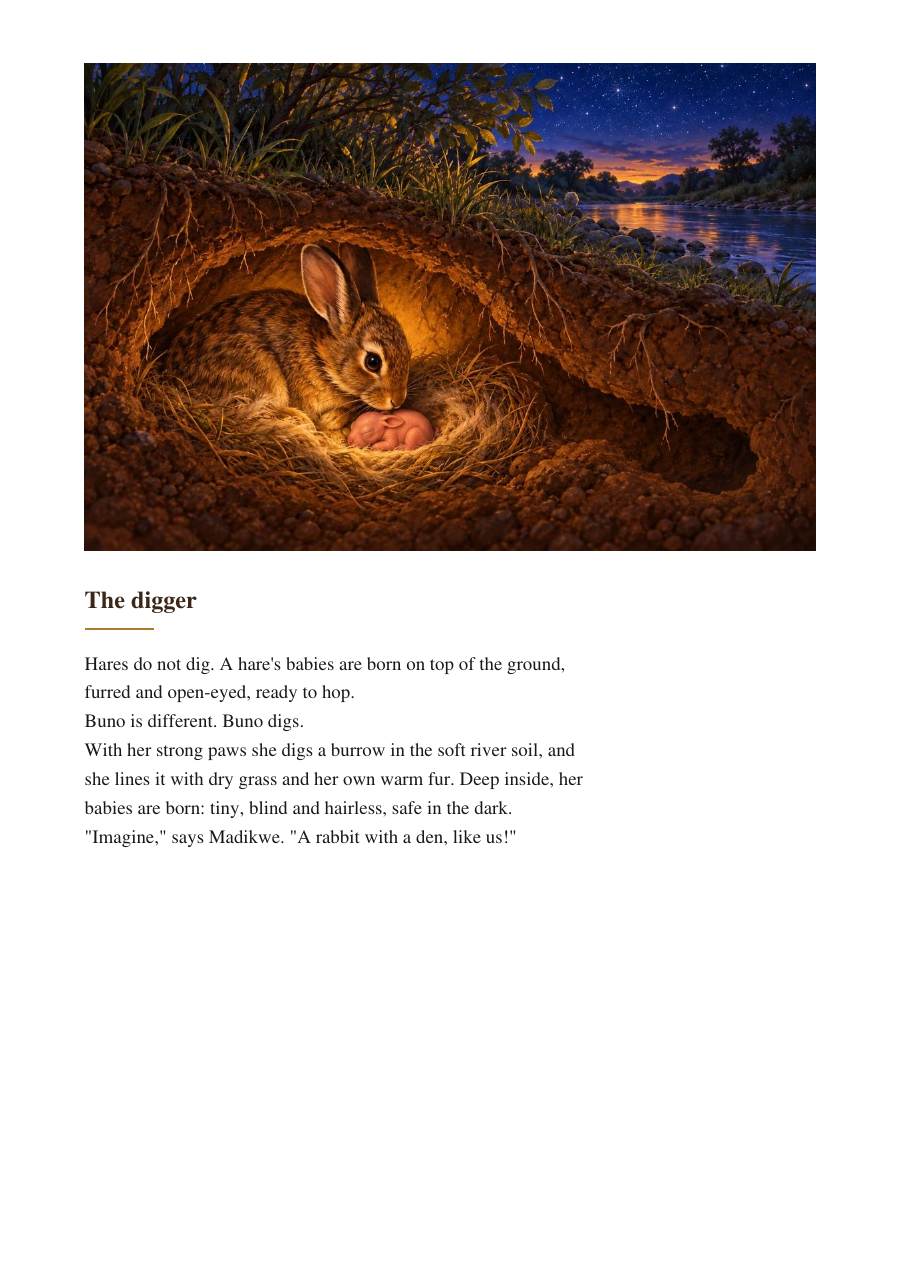 The digger
Hares do not dig. A hare's babies are born on top of the ground,
furred and open-eyed, ready to hop.
Buno is different. Buno digs.
With her strong paws she digs a burrow in the soft river soil, and
she lines it with dry grass and her own warm fur. Deep inside, her
babies are born: tiny, blind and hairless, safe in the dark.
"Imagine," says Madikwe. "A rabbit with a den, like us!"